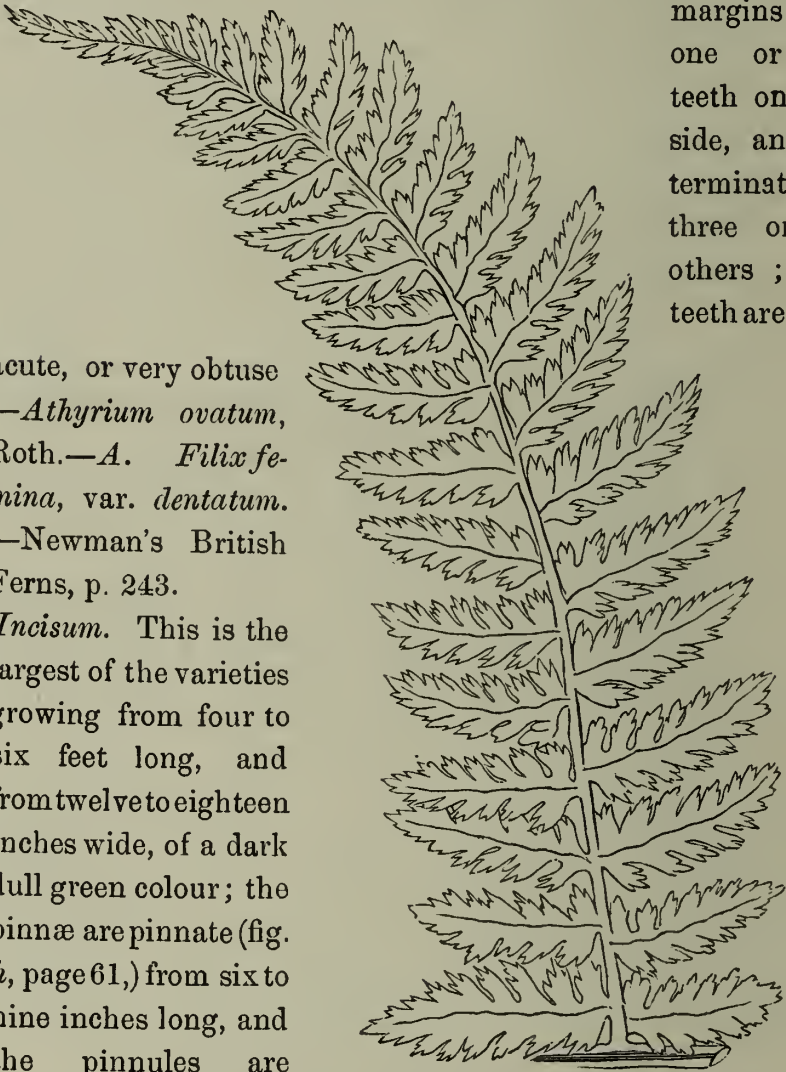 margins
one or
teeth on
side, an
terminat
three or
others ;
teeth are
acute, or very obtuse
—Athyrium ovatum,
Roth.—A. Filix fe-
mina, var. dentatum.
—Newman's British
Ferns, p. 243.
Incisum. This is the
largest of the varieties
growing from four to
six feet long, and
from twelve to eighteen
inches wide, of a dark
dull green colour; the
pinnæ are pinnate (fig.
h, page 61,) from six to
nine inches long, and
the pinnules are